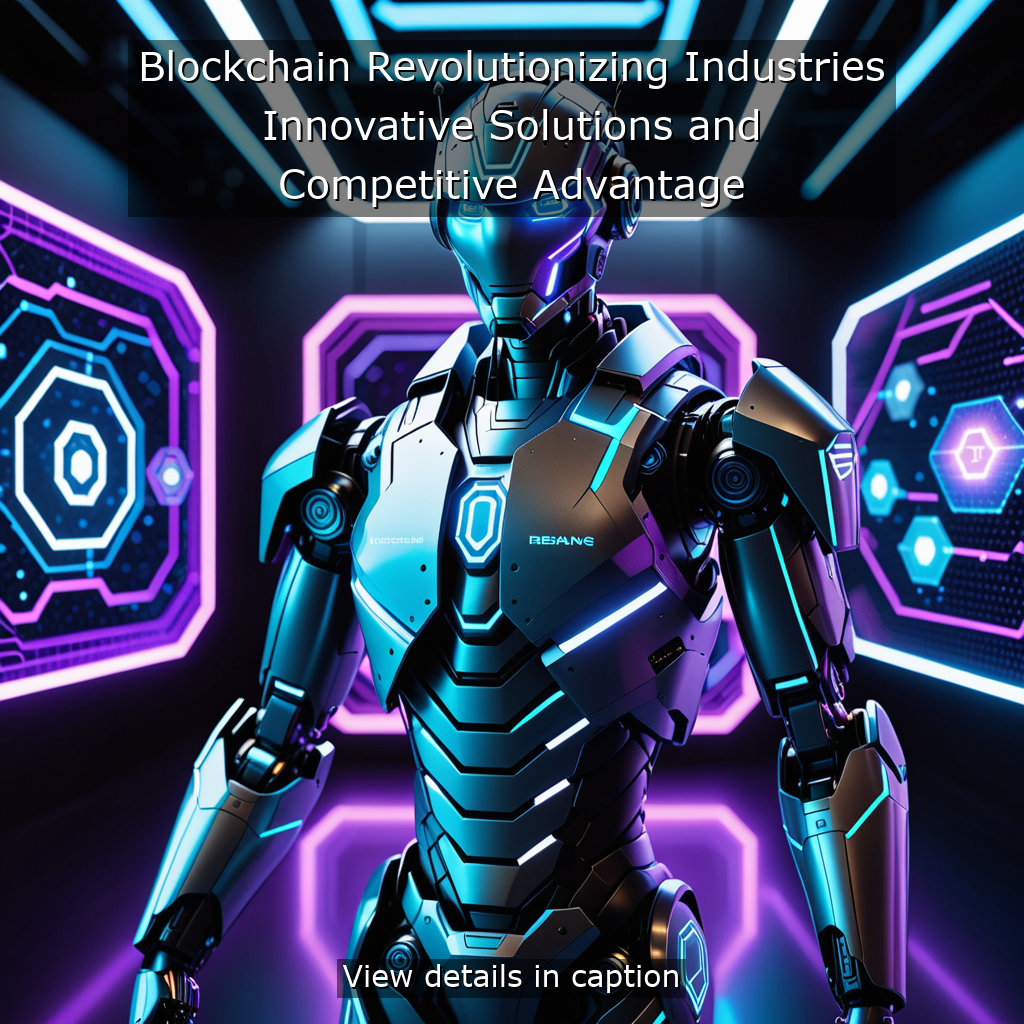 Blockchain Revolutionizing Industries
Innovative Solutions and
Competitive Advantage
View details in caption